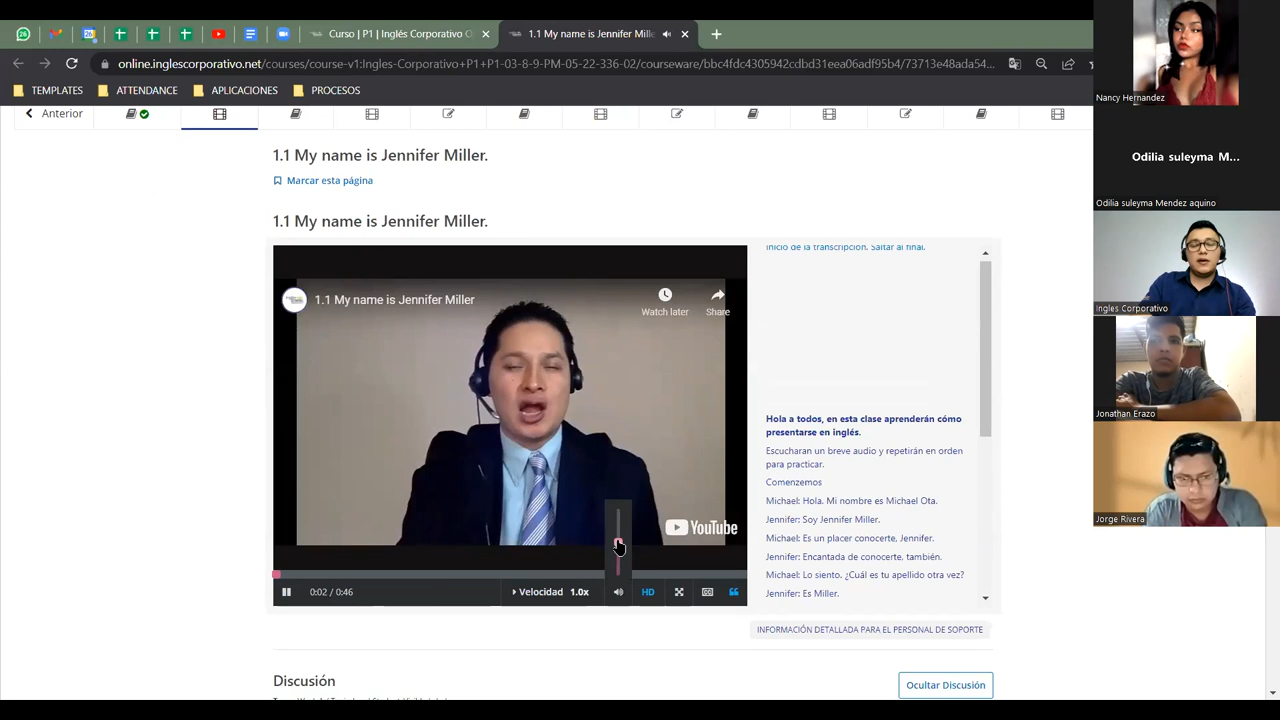 Curso | P1 | Inglés Corporativo O
1.1 My name is Jennifer Mille
online.inglescorporativo.net/courses/course-v1:Ingles-Corporativo+P1+P1-03-8-9-PM-05-22-336-02/courseware/bbc4fdc4305942cdbd31eea06adf95b4/73713e48ada54...
TEMPLATES
ATTENDANCE
APLICACIONES
PROCESOS
Anterior
1.1 My name is Jennifer Miller.
Marcar esta página
1.1 My name is Jennifer Miller.
1.1 My name is Jennifer Miller
Watch later
Share
YouTube
0:02 / 0:46
Velocidad 1.0x
HD
Inicio de la transcripción. Saltar al final.
Hola a todos, en esta clase aprenderán cómo
presentarse en inglés.
Escucharan un breve audio y repetirán en orden
para practicar.
Comenzemos
Michael: Hola. Mi nombre es Michael Ota.
Jennifer: Soy Jennifer Miller.
Michael: Es un placer conocerte, Jennifer.
Jennifer: Encantada de conocerte, también.
Michael: Lo siento. ¿Cuál es tu apellido otra vez?
Jennifer: Es Miller.
INFORMACIÓN DETALLADA PARA EL PERSONAL DE SOPORTE
Discusión
Ocultar Discusión
Nancy Hernandez
Odilia suleyma M...
Odilia suleyma Mendez aquino
Ingles Corporativo
Jonathan Erazo
Jorge Rivera